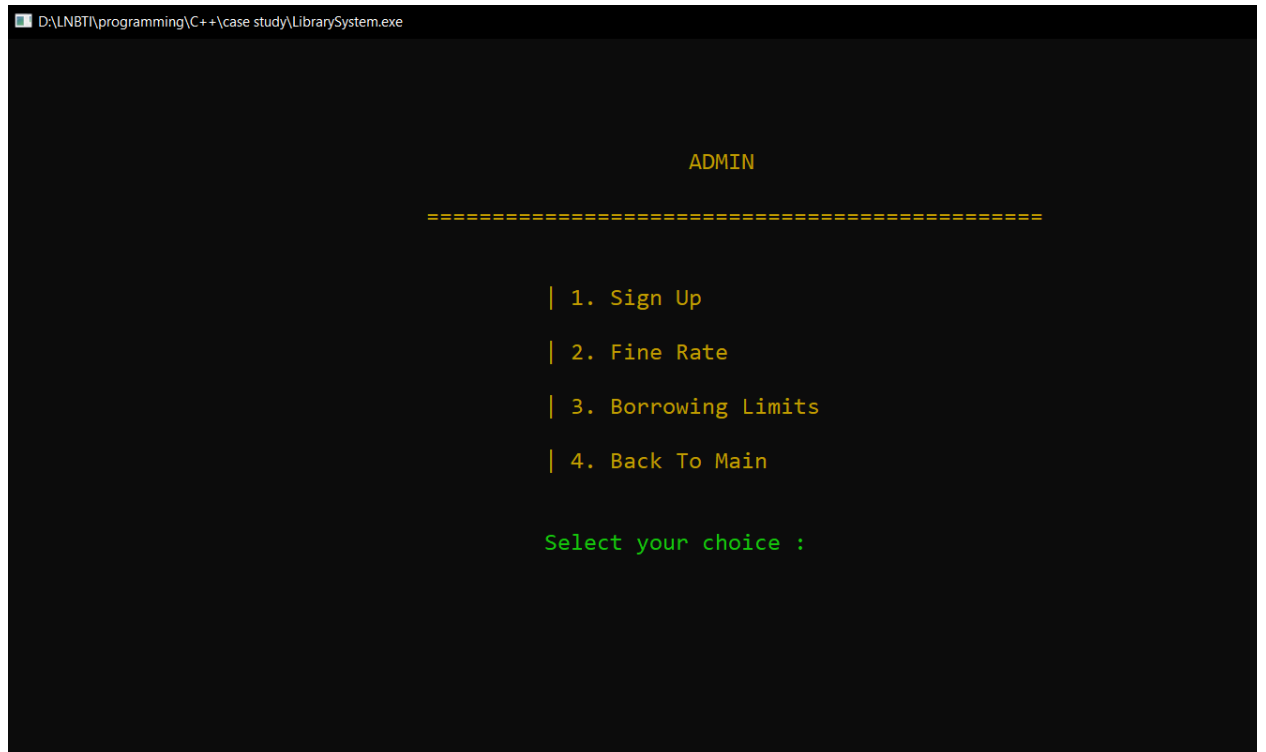 D:\LNBTI\programming\C++\case study\LibrarySystem.exe
ADMIN
===============================================
| 1. Sign Up
| 2. Fine Rate
| 3. Borrowing Limits
| 4. Back To Main
Select your choice :